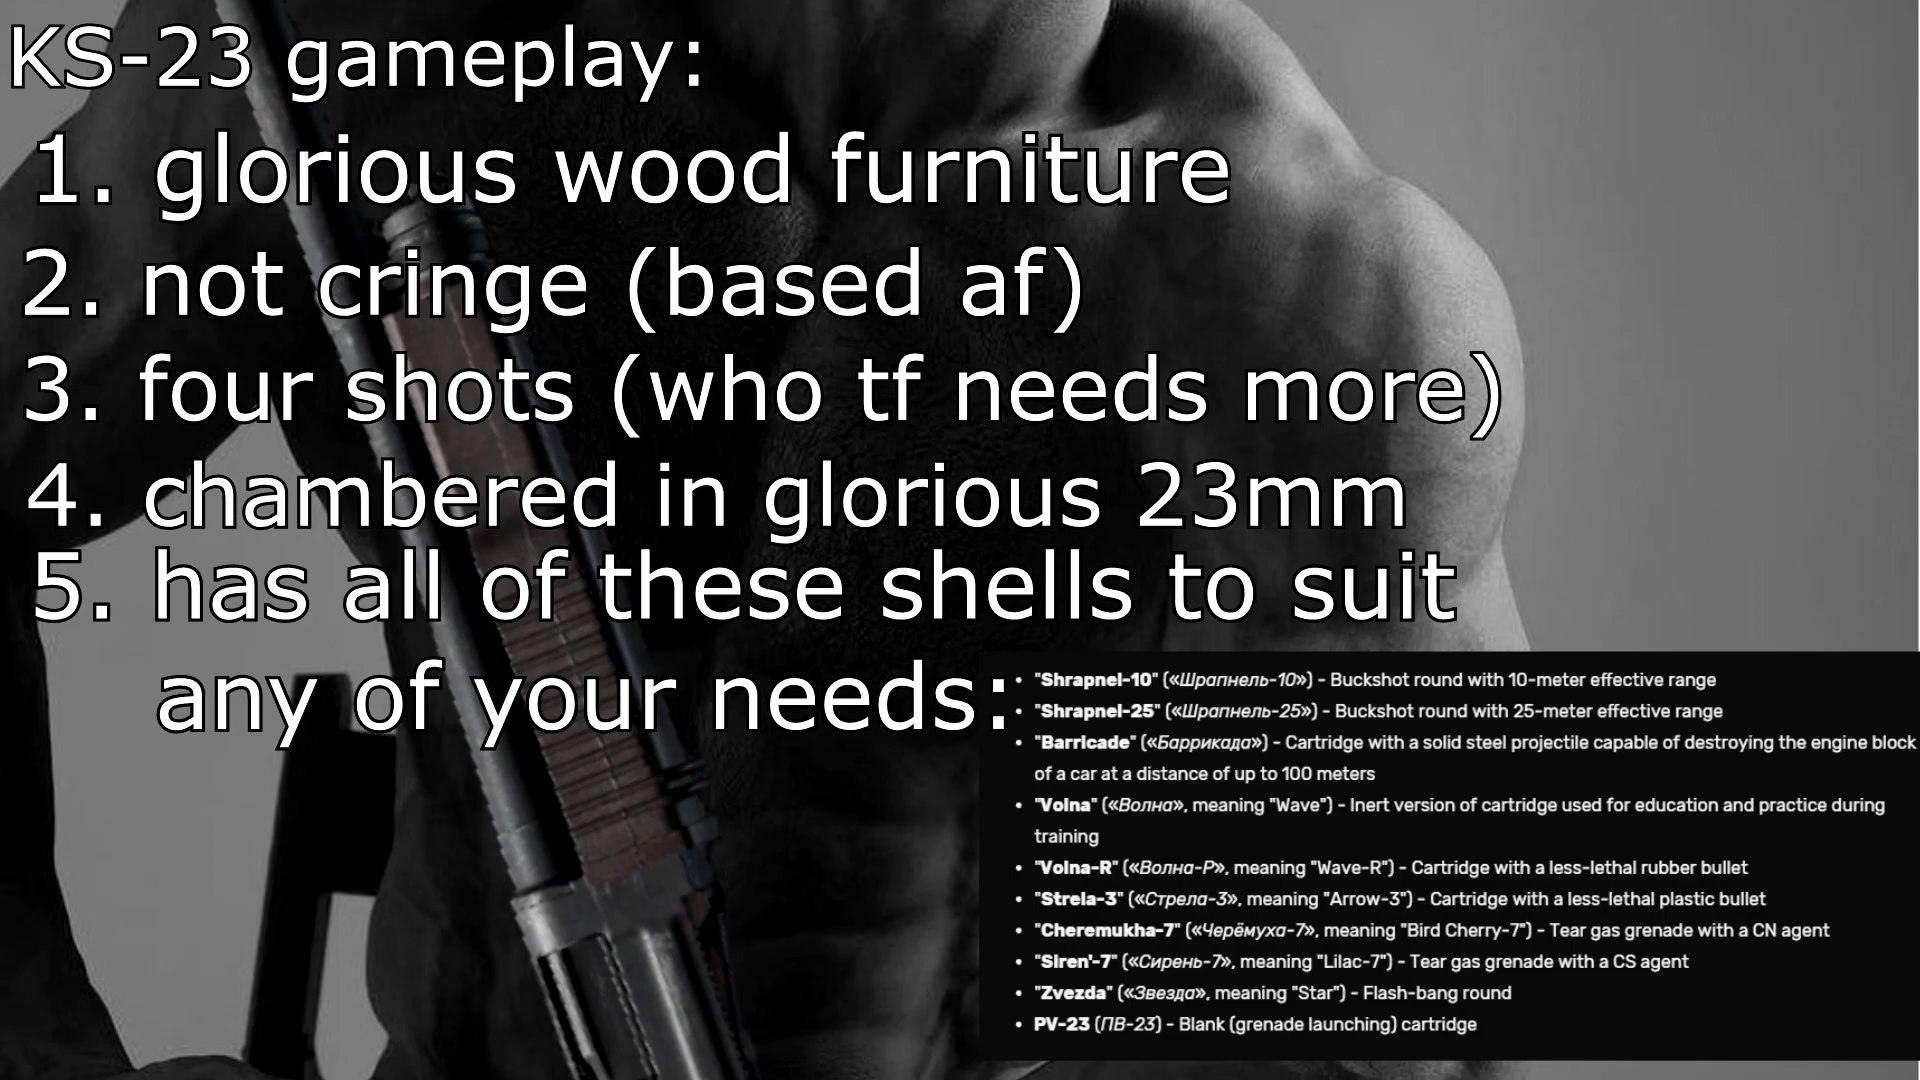 KS-23 gameplay:
1. glorious wood furniture
2. not cringe (based af)
3. four shots (who tf needs more)
4. chambered in glorious 23mm
5. has all of these shells to suit
any of your needs:
• "Shrapnel-10" («Шрапнель-10») - Buckshot round with 10-meter effective range
• "Shrapnel-25" («Шрапнель-25») - Buckshot round with 25-meter effective range
• "Barricade" («Баррикада») - Cartridge with a solid steel projectile capable of destroying the engine block
of a car at a distance of up to 100 meters
• "Volna" («Волна», meaning "Wave") - Inert version of cartridge used for education and practice during
training
• "Volna-R" («Волна-Р», meaning "Wave-R") - Cartridge with a less-lethal rubber bullet
• "Strela-3" («Стрела-3», meaning "Arrow-3") - Cartridge with a less-lethal plastic bullet
• "Cheremukha-7" («Черёмуха-7», meaning "Bird Cherry-7") - Tear gas grenade with a CN agent
• "Siren'-7" («Сирень-7», meaning "Lilac-7") - Tear gas grenade with a CS agent
• "Zvezda" («Звезда», meaning "Star") - Flash-bang round
• PV-23 (ПВ-23) - Blank (grenade launching) cartridge